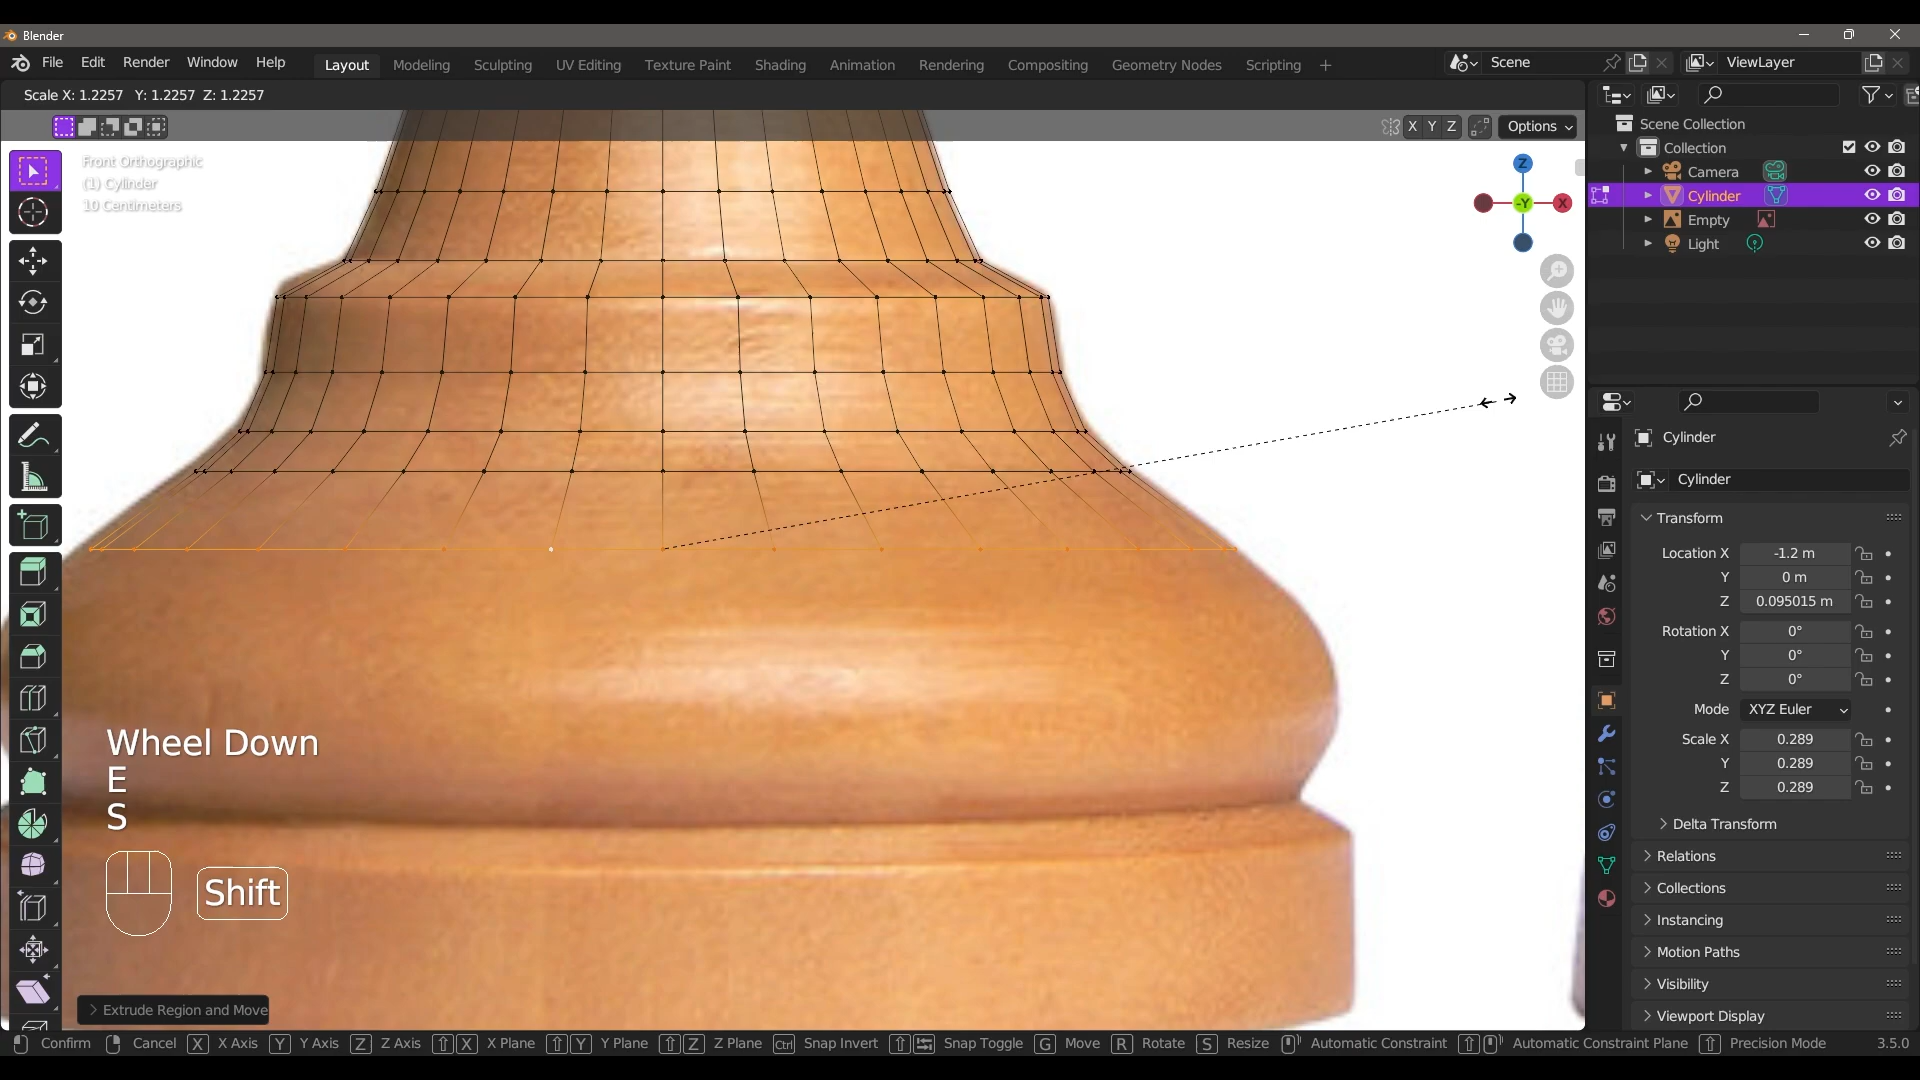 Blender
File Edit Render Window Help Layout Modeling Sculpting UV Editing Texture Paint Shading Animation Rendering Compositing Geometry Nodes Scripting + Scene ViewLayer
Scale X: 1.2257 Y: 1.2257 Z: 1.2257
X Y Z Options
Front Orthographic
(1) Cylinder
10 Centimeters
Z
-Y X
Scene Collection
Collection
Camera
Cylinder
Empty
Light
Cylinder
Cylinder
Transform
Location X -1.2 m
Y 0 m
Z 0.095015 m
Rotation X 0°
Y 0°
Z 0°
Mode XYZ Euler
Scale X 0.289
Y 0.289
Z 0.289
Delta Transform
Relations
Collections
Instancing
Motion Paths
Visibility
Viewport Display
Wheel Down
E
S
Shift
Extrude Region and Move
Confirm Cancel X X Axis Y Y Axis Z Z Axis X X Plane Y Y Plane Z Z Plane Ctrl Snap Invert Snap Toggle G Move R Rotate S Resize Automatic Constraint Automatic Constraint Plane Precision Mode 3.5.0